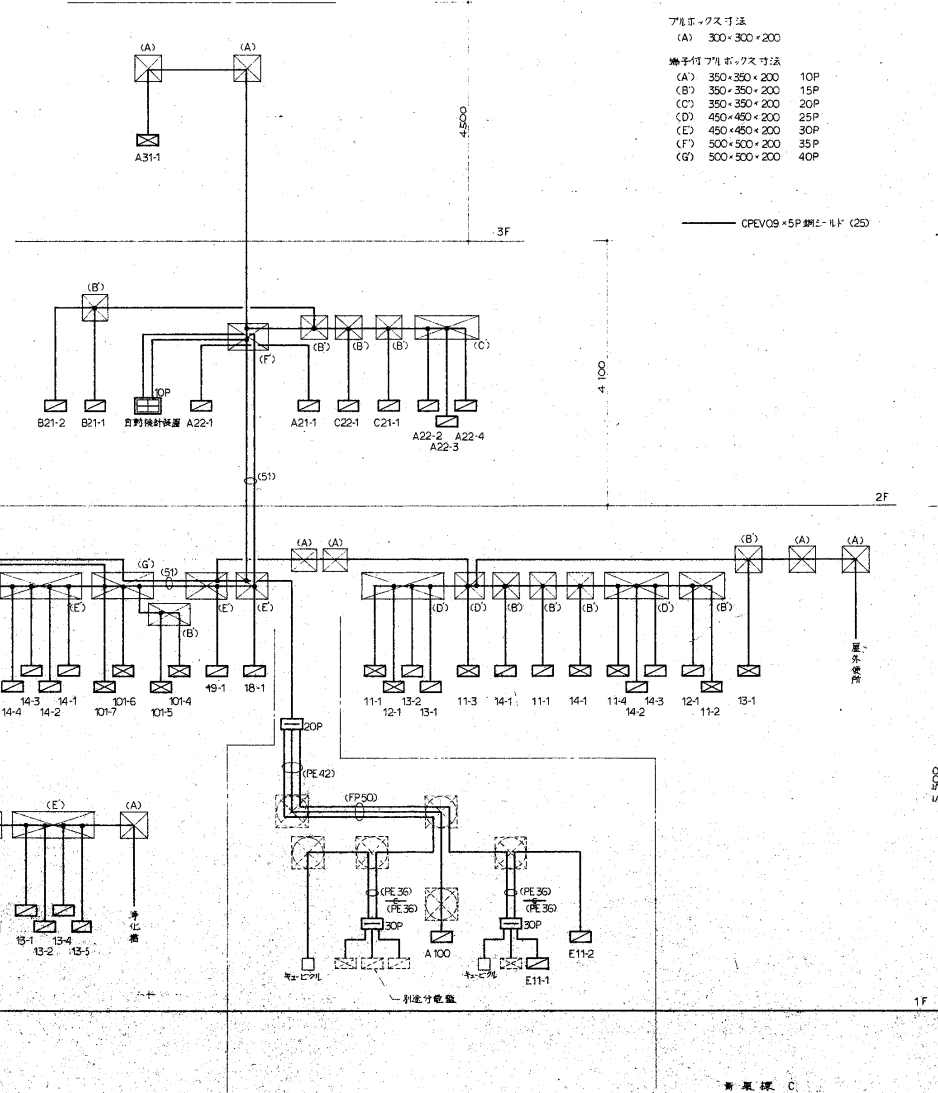 プルボックス寸法
(A) 300×300×200
端子付プルボックス寸法
(A') 350×350×200 10P
(B') 350×350×200 15P
(C') 350×350×200 20P
(D') 450×450×200 25P
(E') 450×450×200 30P
(F') 500×500×200 35P
(G') 500×500×200 40P
CPEV0.9×5P 銅シールド (25)
(A) (A)
A31-1
4,500
3F
(B')
(F') (B') (B') (B') (C')
10P
B21-2 B21-1 自動検針装置 A22-1 A21-1 C22-1 C21-1 A22-2 A22-3 A22-4
4,100
(51)
2F
(A) (A) (B') (A) (A)
(G') (51)
(E') (B') (E') (E') (D') (D') (B') (B') (B') (D') (B')
14-4 14-3 14-2 14-1 101-7 101-6 101-5 101-4 19-1 18-1
11-1 12-1 13-2 13-1 11-3 14-1 11-1 14-1 11-4 14-2 14-3 12-1 11-2 13-1
屋外便所
20P
(PE42)
(FP50)
(E') (A)
13-1 13-2 13-4 13-5
浄化槽
(PE36)
(PE36)
30P
(PE36)
(PE36)
30P
キュービクル
A100
キュービクル
E11-1
E11-2
別途分電盤
1F
C